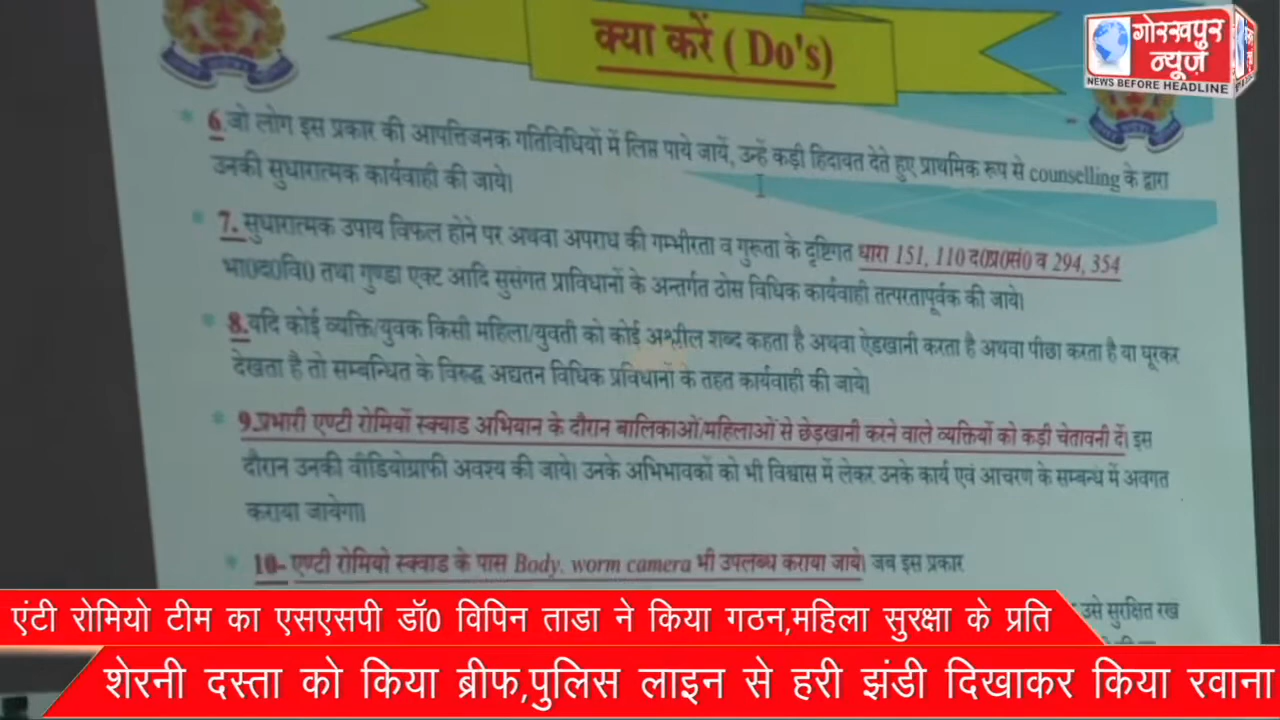 क्या करें ( Do's)
गोरखपुर
न्यूज़
NEWS BEFORE HEADLINE
6.जो लोग इस प्रकार की आपत्तिजनक गतिविधियों में लिप्त पाये जायें, उन्हें कड़ी हिदायत देते हुए प्राथमिक रूप से counselling के द्वारा
उनकी सुधारात्मक कार्यवाही की जाये।
7. सुधारात्मक उपाय विफल होने पर अथवा अपराध की गम्भीरता व गुरूता के दृष्टिगत धारा 151, 110 द0प्र0सं0 व 294, 354
भा0द0वि0 तथा गुण्डा एक्ट आदि सुसंगत प्राविधानों के अन्तर्गत ठोस विधिक कार्यवाही तत्परतापूर्वक की जाये।
8.यदि कोई व्यक्ति/युवक किसी महिला/युवती को कोई अश्लील शब्द कहता है अथवा ऐडखानी करता है अथवा पीछा करता है या घूरकर
देखता है तो सम्बन्धित के विरुद्ध अद्यतन विधिक प्रविधानों के तहत कार्यवाही की जाये।
9.प्रभारी एण्टी रोमियों स्क्वाड अभियान के दौरान बालिकाओं/महिलाओं से छेड़खानी करने वाले व्यक्तियों को कड़ी चेतावनी दें। इस
दौरान उनकी वीडियोग्राफी अवश्य की जाये। उनके अभिभावकों को भी विश्वास में लेकर उनके कार्य एवं आचरण के सम्बन्ध में अवगत
कराया जायेगा।
10- एण्टी रोमियो स्क्वाड के पास Body. worm camera भी उपलब्ध कराया जाये। जब इस प्रकार
उसे सुरक्षित रख
एंटी रोमियो टीम का एसएसपी डॉ0 विपिन ताडा ने किया गठन,महिला सुरक्षा के प्रति
शेरनी दस्ता को किया ब्रीफ,पुलिस लाइन से हरी झंडी दिखाकर किया रवाना